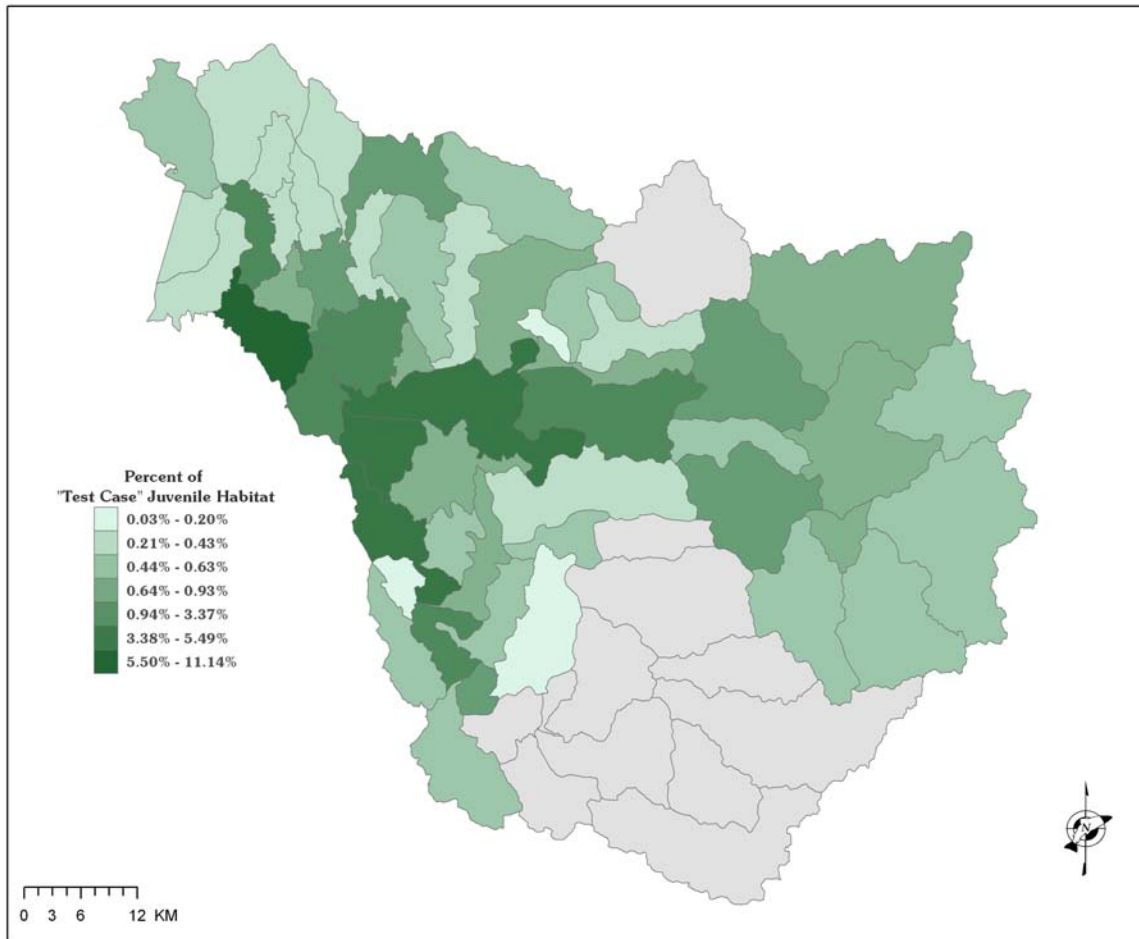 Percent of
"Test Case" Juvenile Habitat
0.03% - 0.20%
0.21% - 0.43%
0.44% - 0.63%
0.64% - 0.93%
0.94% - 3.37%
3.38% - 5.49%
5.50% - 11.14%
N
0 3 6 12 KM